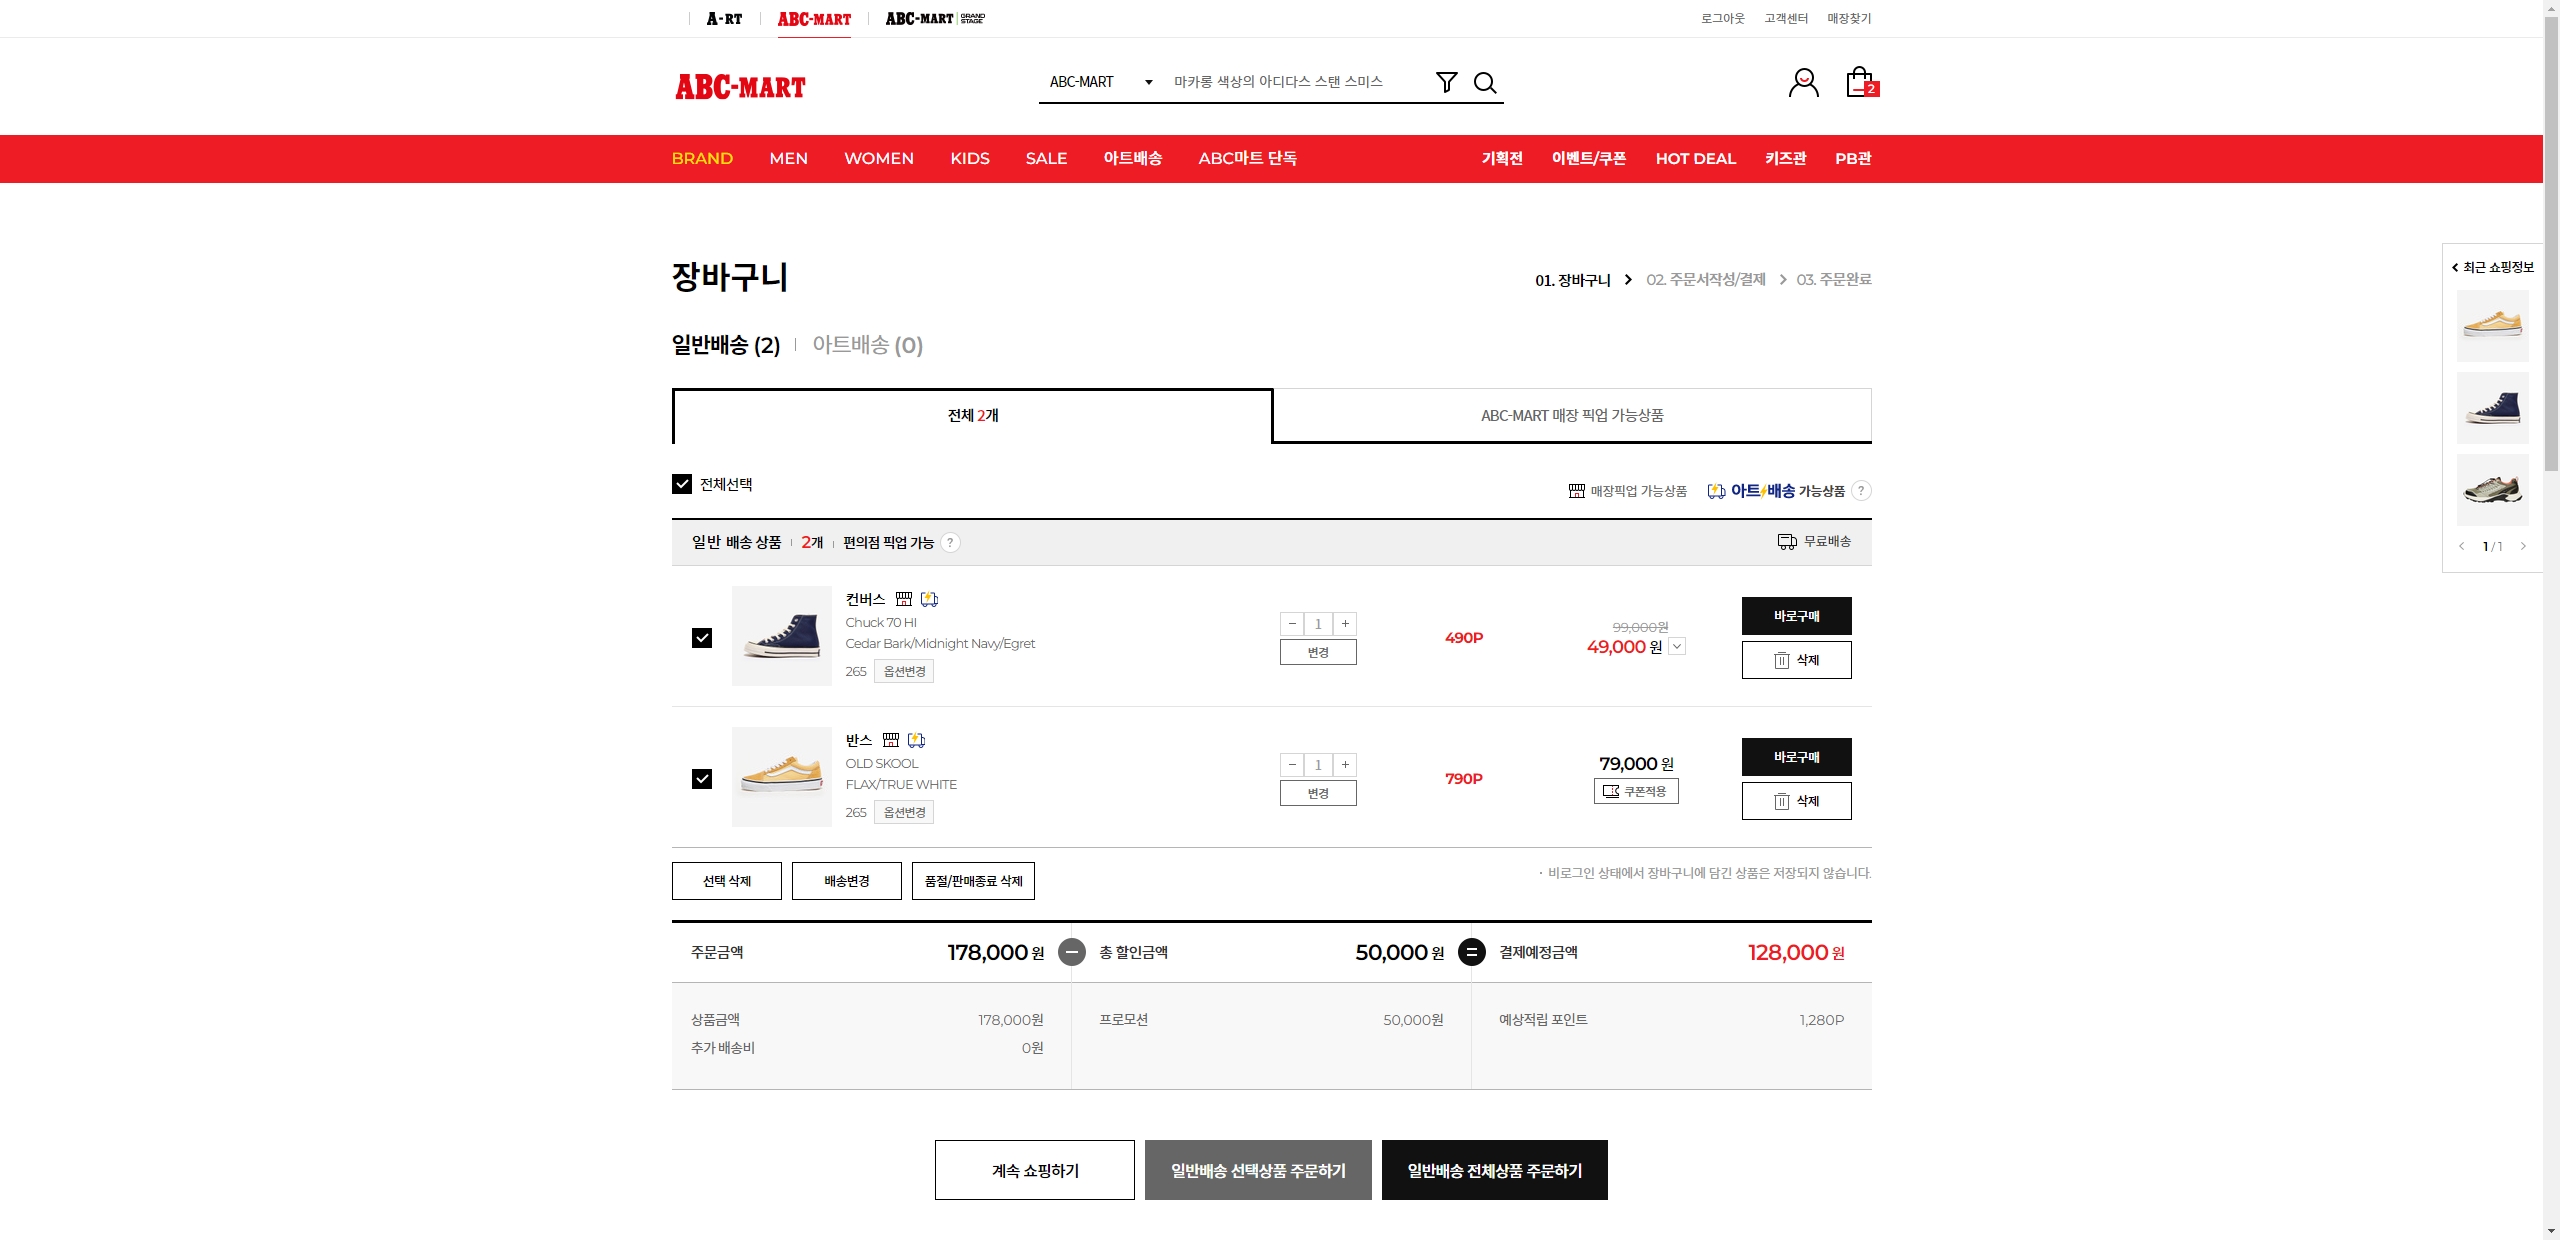 A-RT
ABC-MART
ABC-MART GRAND STAGE
로그아웃 고객센터 매장찾기
ABC-MART
ABC-MART
마카롱 색상의 아디다스 스탠 스미스
2
BRAND MEN WOMEN KIDS SALE 아트배송 ABC마트 단독
기획전 이벤트/쿠폰 HOT DEAL 키즈관 PB관
장바구니
01. 장바구니 > 02. 주문서작성/결제 > 03. 주문완료
최근 쇼핑정보
1 / 1
일반배송 (2)
아트배송 (0)
전체 2개
ABC-MART 매장 픽업 가능상품
전체선택
매장픽업 가능상품
아트배송 가능상품 ?
일반 배송 상품 2개 편의점 픽업 가능 ?
무료배송
컨버스
Chuck 70 HI
Cedar Bark/Midnight Navy/Egret
265 옵션변경
− 1 +
변경
490P
99,000원
49,000 원
바로구매
삭제
반스
OLD SKOOL
FLAX/TRUE WHITE
265 옵션변경
− 1 +
변경
790P
79,000 원
쿠폰적용
바로구매
삭제
선택 삭제 배송변경 품절/판매종료 삭제
· 비로그인 상태에서 장바구니에 담긴 상품은 저장되지 않습니다.
주문금액 178,000 원
−
총 할인금액 50,000 원
=
결제예정금액 128,000 원
상품금액 178,000원
추가 배송비 0원
프로모션 50,000원
예상적립 포인트 1,280P
계속 쇼핑하기
일반배송 선택상품 주문하기
일반배송 전체상품 주문하기